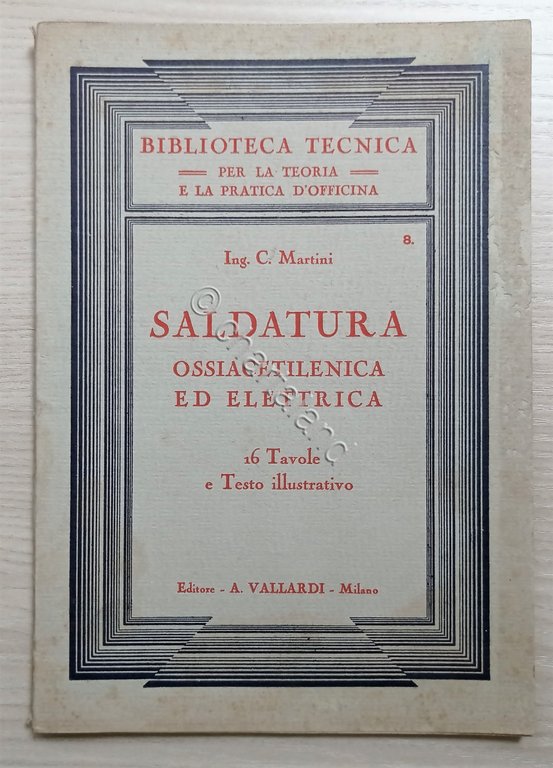 BIBLIOTECA TECNICA
PER LA TEORIA
E LA PRATICA D'OFFICINA
8.
Ing. C. Martini
SALDATURA
OSSIACETILENICA
ED ELETTRICA
16 Tavole
e Testo illustrativo
Editore - A. VALLARDI - Milano